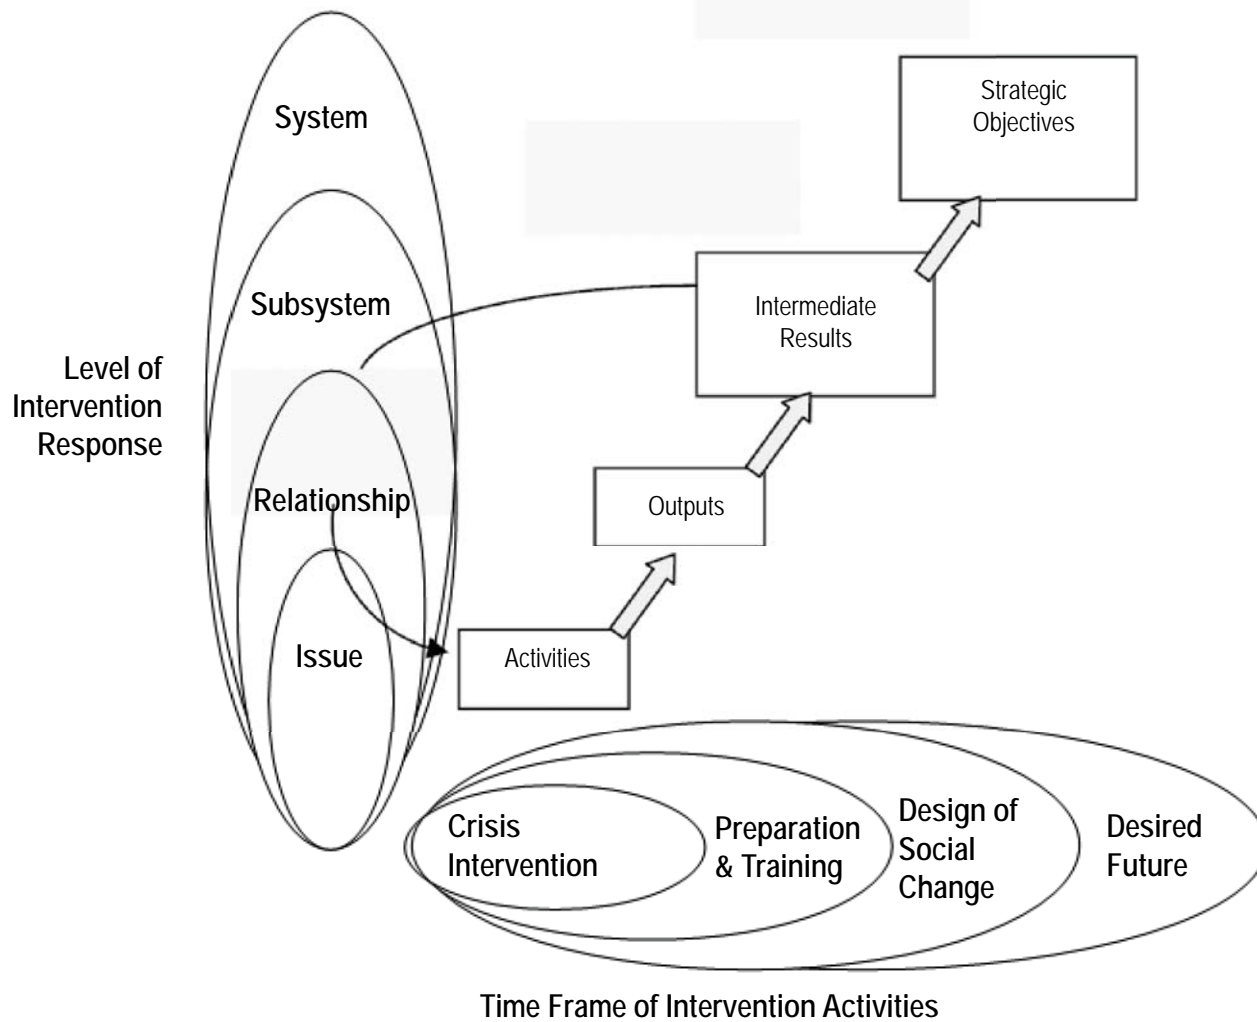 System
Strategic
Objectives
Subsystem
Intermediate
Results
Level of
Intervention
Response
Relationship
Outputs
Issue
Activities
Crisis
Intervention
Preparation
& Training
Design of
Social
Change
Desired
Future
Time Frame of Intervention Activities